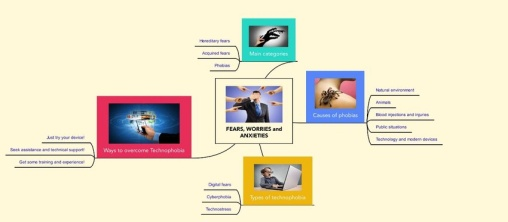 Hereditary fears
Acquired fears
Phobias
Main categories
Natural environment
Animals
Blood injections and injuries
Public situations
Technology and modern devices
Causes of phobias
FEARS, WORRIES and
ANXIETIES
Just try your device!
Seek assistance and technical support!
Get some training and experience!
Ways to overcome Technophobia
Digital fears
Cyberphobia
Technostress
Types of technophobia